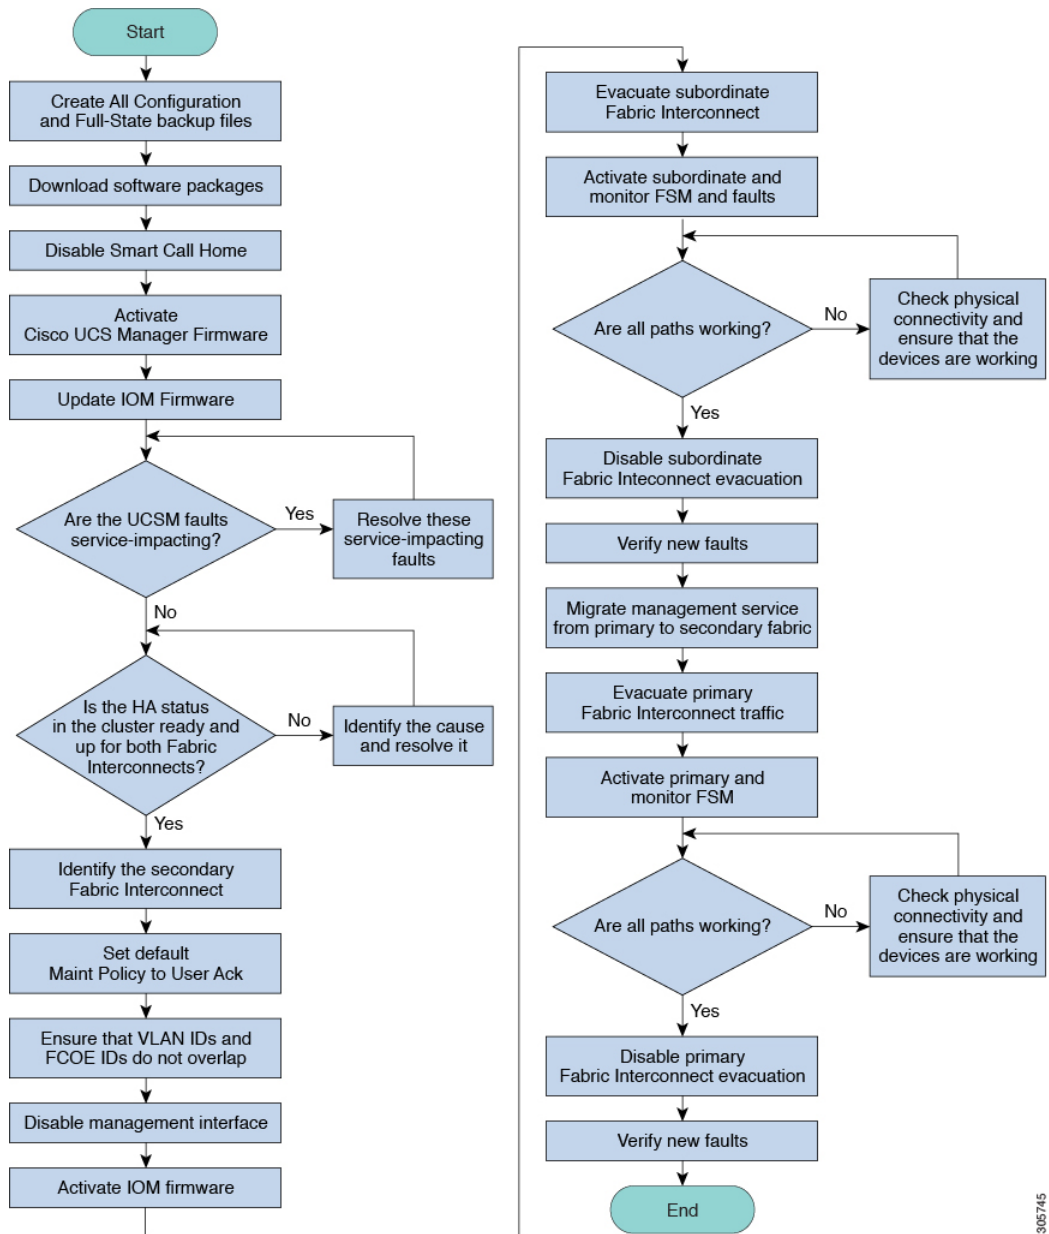 Start
Create All Configuration
and Full-State backup files
Download software packages
Disable Smart Call Home
Activate
Cisco UCS Manager Firmware
Update IOM Firmware
Are the UCSM faults
service-impacting?
Yes
Resolve these
service-impacting
faults
No
Is the HA status
in the cluster ready and
up for both Fabric
Interconnects?
No
Identify the cause
and resolve it
Yes
Identify the secondary
Fabric Interconnect
Set default
Maint Policy to User Ack
Ensure that VLAN IDs and
FCOE IDs do not overlap
Disable management interface
Activate IOM firmware
Evacuate subordinate
Fabric Interconnect
Activate subordinate and
monitor FSM and faults
Are all paths working?
No
Check physical
connectivity and
ensure that the
devices are working
Yes
Disable subordinate
Fabric Inteconnect evacuation
Verify new faults
Migrate management service
from primary to secondary fabric
Evacuate primary
Fabric Interconnect traffic
Activate primary and
monitor FSM
Are all paths working?
No
Check physical
connectivity and
ensure that the
devices are working
Yes
Disable primary
Fabric Interconnect evacuation
Verify new faults
End
305745